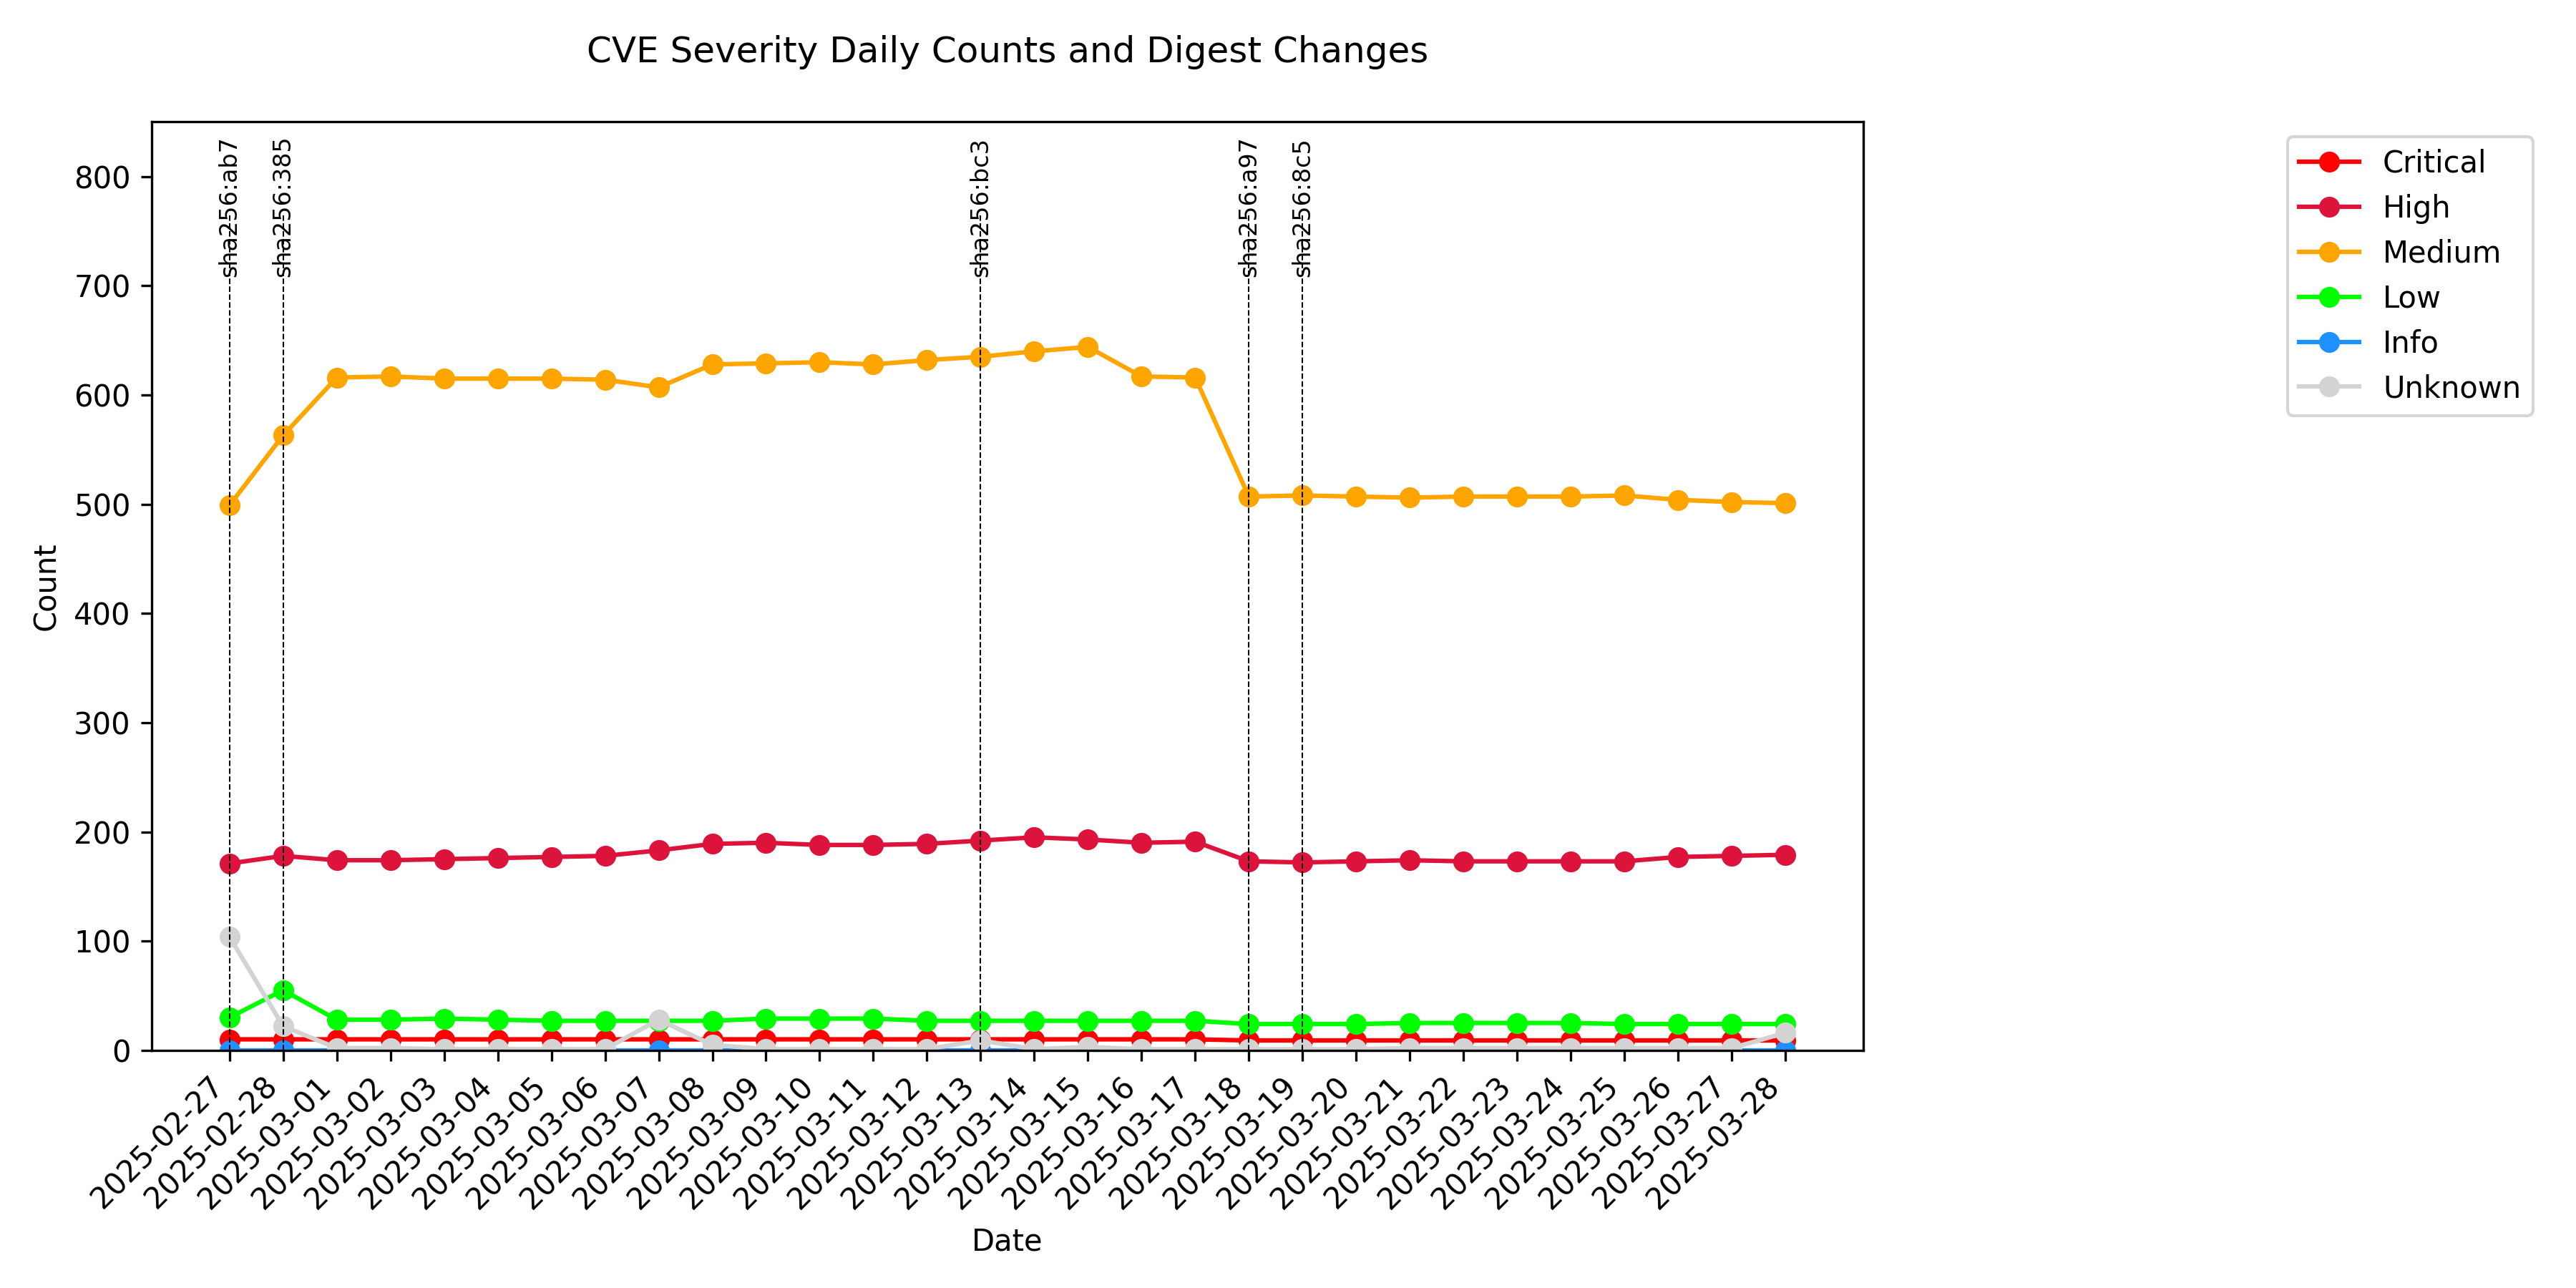 CVE Severity Daily Counts and Digest Changes
sha256:ab7
sha256:385
sha256:bc3
sha256:a97
sha256:8c5
Critical
High
Medium
Low
Info
Unknown
800
700
600
500
400
300
200
100
0
Count
2025-02-27
2025-02-28
2025-03-01
2025-03-02
2025-03-03
2025-03-04
2025-03-05
2025-03-06
2025-03-07
2025-03-08
2025-03-09
2025-03-10
2025-03-11
2025-03-12
2025-03-13
2025-03-14
2025-03-15
2025-03-16
2025-03-17
2025-03-18
2025-03-19
2025-03-20
2025-03-21
2025-03-22
2025-03-23
2025-03-24
2025-03-25
2025-03-26
2025-03-27
2025-03-28
Date